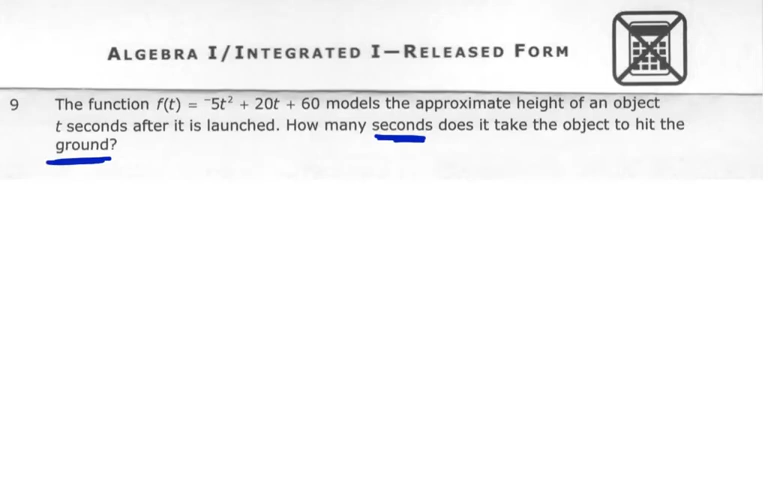 ALGEBRA I/INTEGRATED I—RELEASED FORM
9 The function f(t) = ⁻5t² + 20t + 60 models the approximate height of an object
t seconds after it is launched. How many seconds does it take the object to hit the
ground?